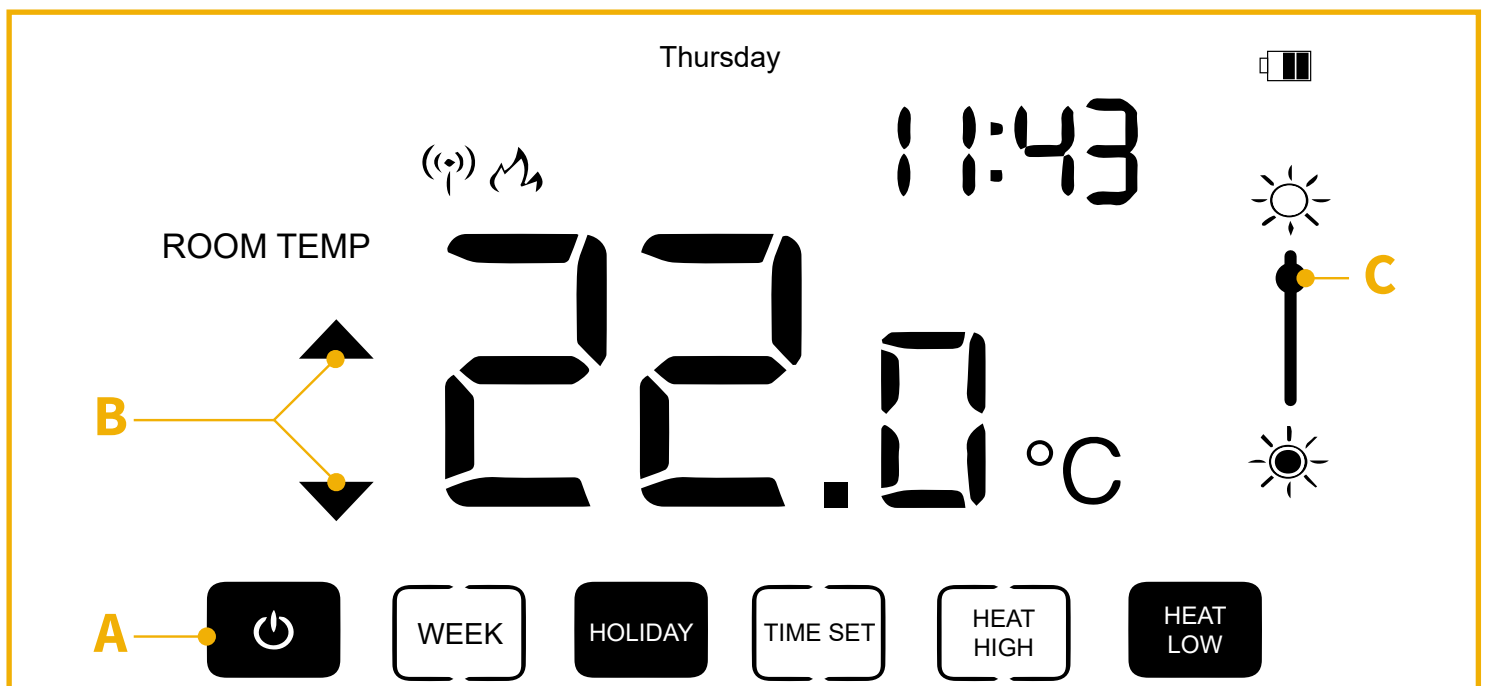 Thursday
11:43
ROOM TEMP
C
22.0 °C
B
A
WEEK
HOLIDAY
TIME SET
HEAT
HIGH
HEAT
LOW